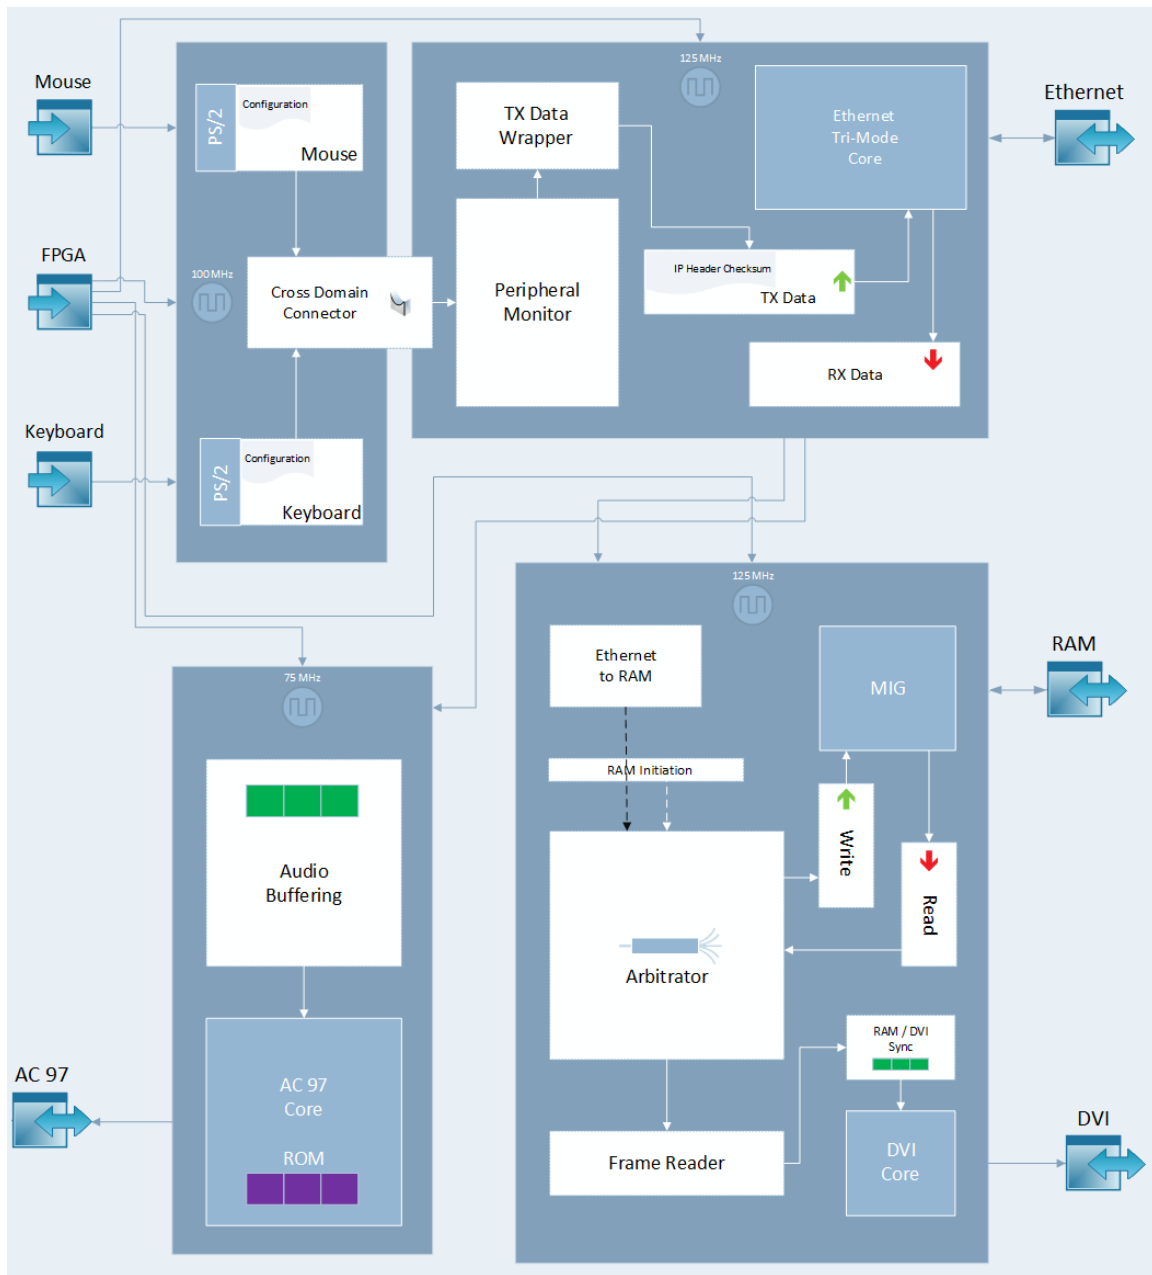 Mouse
FPGA
Keyboard
PS/2
Configuration
Mouse
100 MHz
Cross Domain
Connector
PS/2
Configuration
Keyboard
125 MHz
TX Data
Wrapper
Peripheral
Monitor
Ethernet
Tri-Mode
Core
IP Header Checksum
TX Data
RX Data
Ethernet
75 MHz
Audio
Buffering
AC 97
Core
ROM
AC 97
125 MHz
Ethernet
to RAM
RAM Initiation
MIG
Write
Read
Arbitrator
RAM / DVI
Sync
Frame Reader
DVI
Core
RAM
DVI